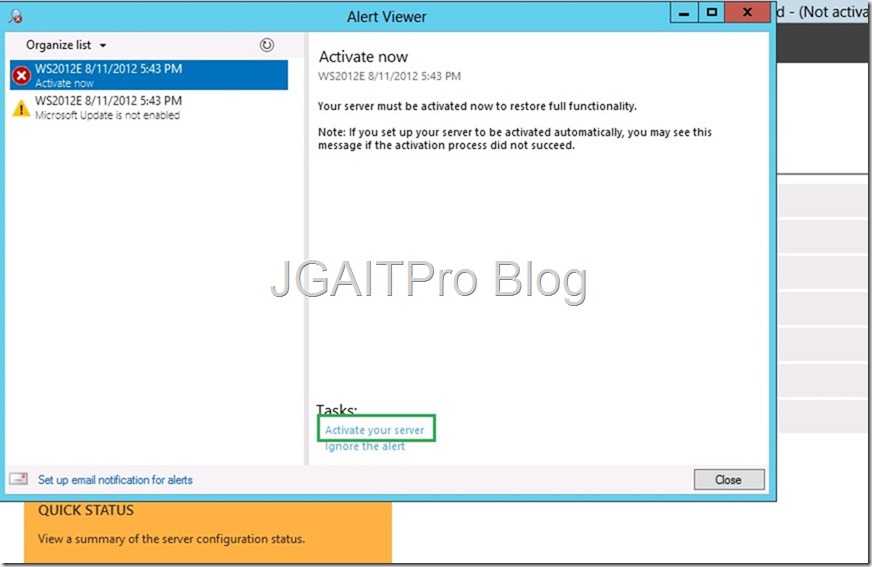 Alert Viewer
d - (Not activa
Organize list
WS2012E 8/11/2012 5:43 PM
Activate now
WS2012E 8/11/2012 5:43 PM
Microsoft Update is not enabled
Activate now
WS2012E 8/11/2012 5:43 PM
Your server must be activated now to restore full functionality.
Note: If you set up your server to be activated automatically, you may see this
message if the activation process did not succeed.
JGAITPro Blog
Tasks:
Activate your server
Ignore the alert
Set up email notification for alerts
Close
QUICK STATUS
View a summary of the server configuration status.